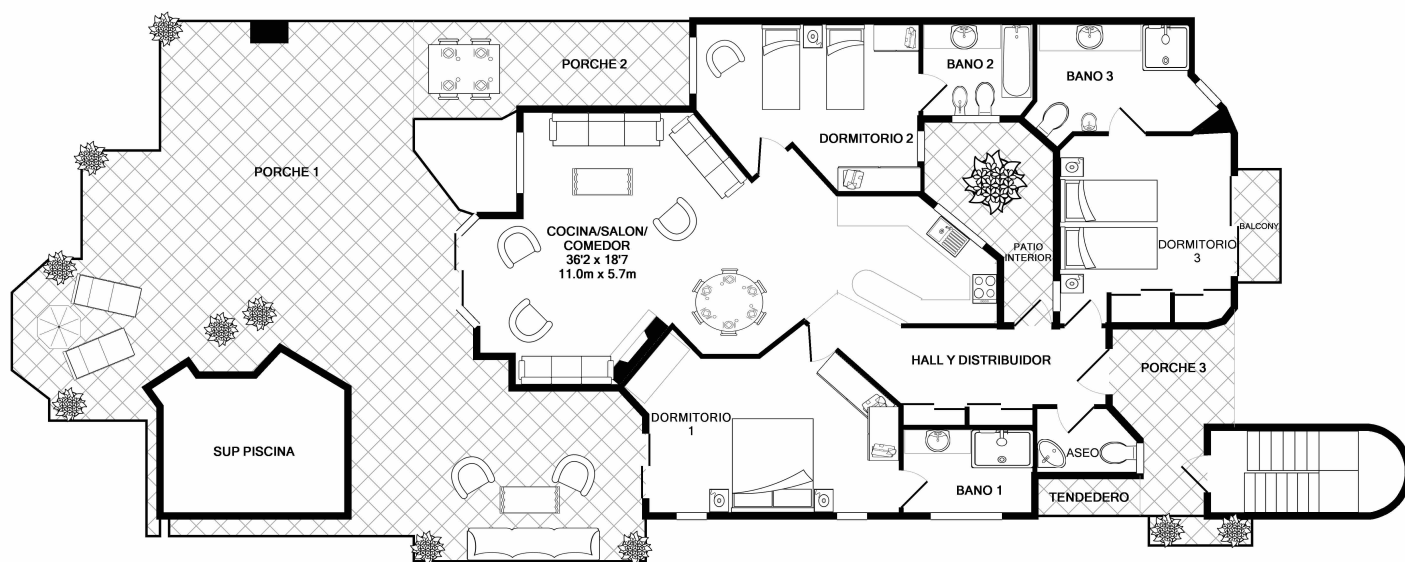 PORCHE 2
BANO 2
BANO 3
DORMITORIO 2
PORCHE 1
COCINA/SALON/
COMEDOR
36'2 x 18'7
11.0m x 5.7m
PATIO
INTERIOR
DORMITORIO
3
BALCONY
HALL Y DISTRIBUIDOR
PORCHE 3
DORMITORIO
1
SUP PISCINA
ASEO
BANO 1
TENDEDERO